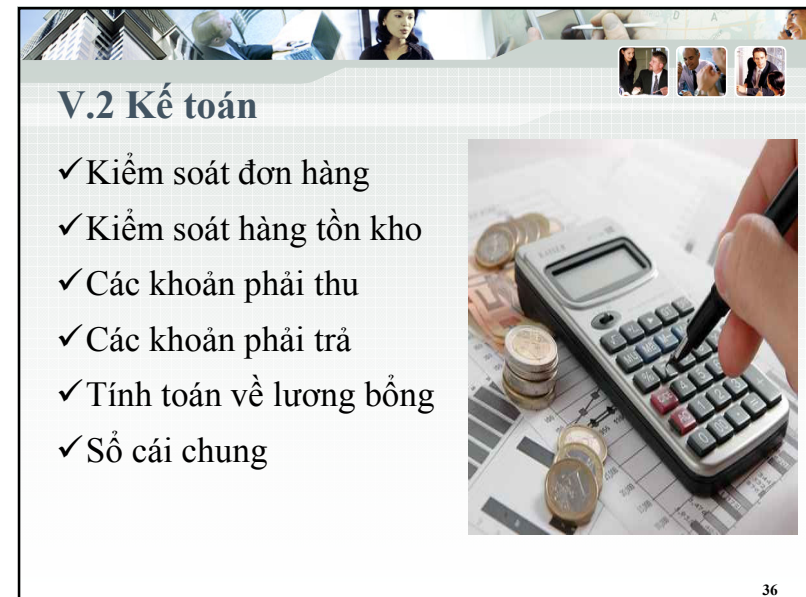 V.2 Kế toán
✓Kiểm soát đơn hàng
✓Kiểm soát hàng tồn kho
✓Các khoản phải thu
✓Các khoản phải trả
✓Tính toán về lương bổng
✓Sổ cái chung
36